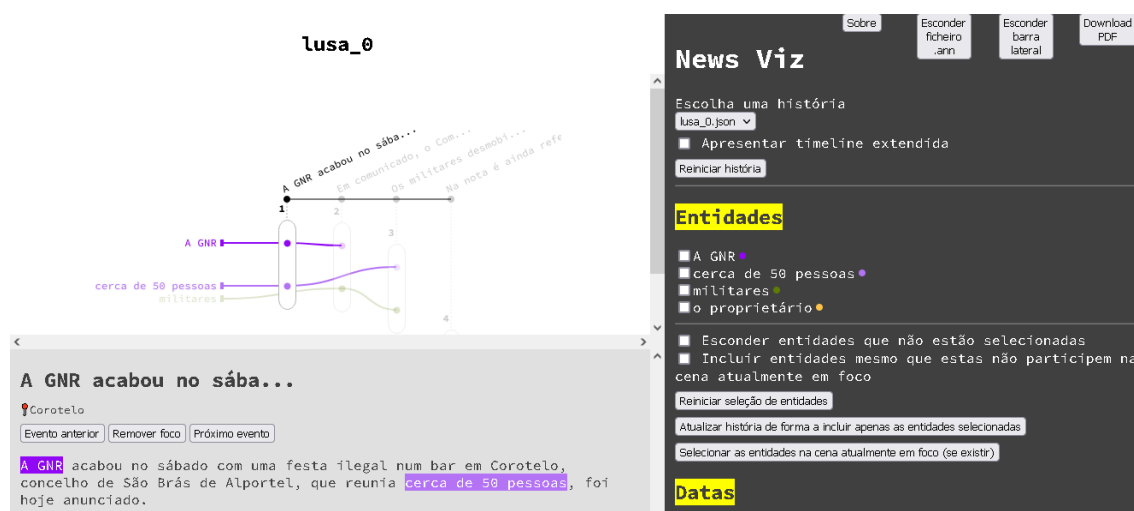 lusa_0
A GNR acabou no sába...
Em comunicado, o Com...
Os militares desmobi...
Na nota é ainda refe
1
2
3
4
A GNR
cerca de 50 pessoas
militares
A GNR acabou no sába...
Corotelo
Evento anterior Remover foco Próximo evento
A GNR acabou no sábado com uma festa ilegal num bar em Corotelo,
concelho de São Brás de Alportel, que reunia cerca de 50 pessoas, foi
hoje anunciado.
Sobre
Esconder
ficheiro
.ann
Esconder
barra
lateral
Download
PDF
News Viz
Escolha uma história
lusa_0.json
Apresentar timeline extendida
Reiniciar história
Entidades
A GNR
cerca de 50 pessoas
militares
o proprietário
Esconder entidades que não estão selecionadas
Incluir entidades mesmo que estas não participem na
cena atualmente em foco
Reiniciar seleção de entidades
Atualizar história de forma a incluir apenas as entidades selecionadas
Selecionar as entidades na cena atualmente em foco (se existir)
Datas